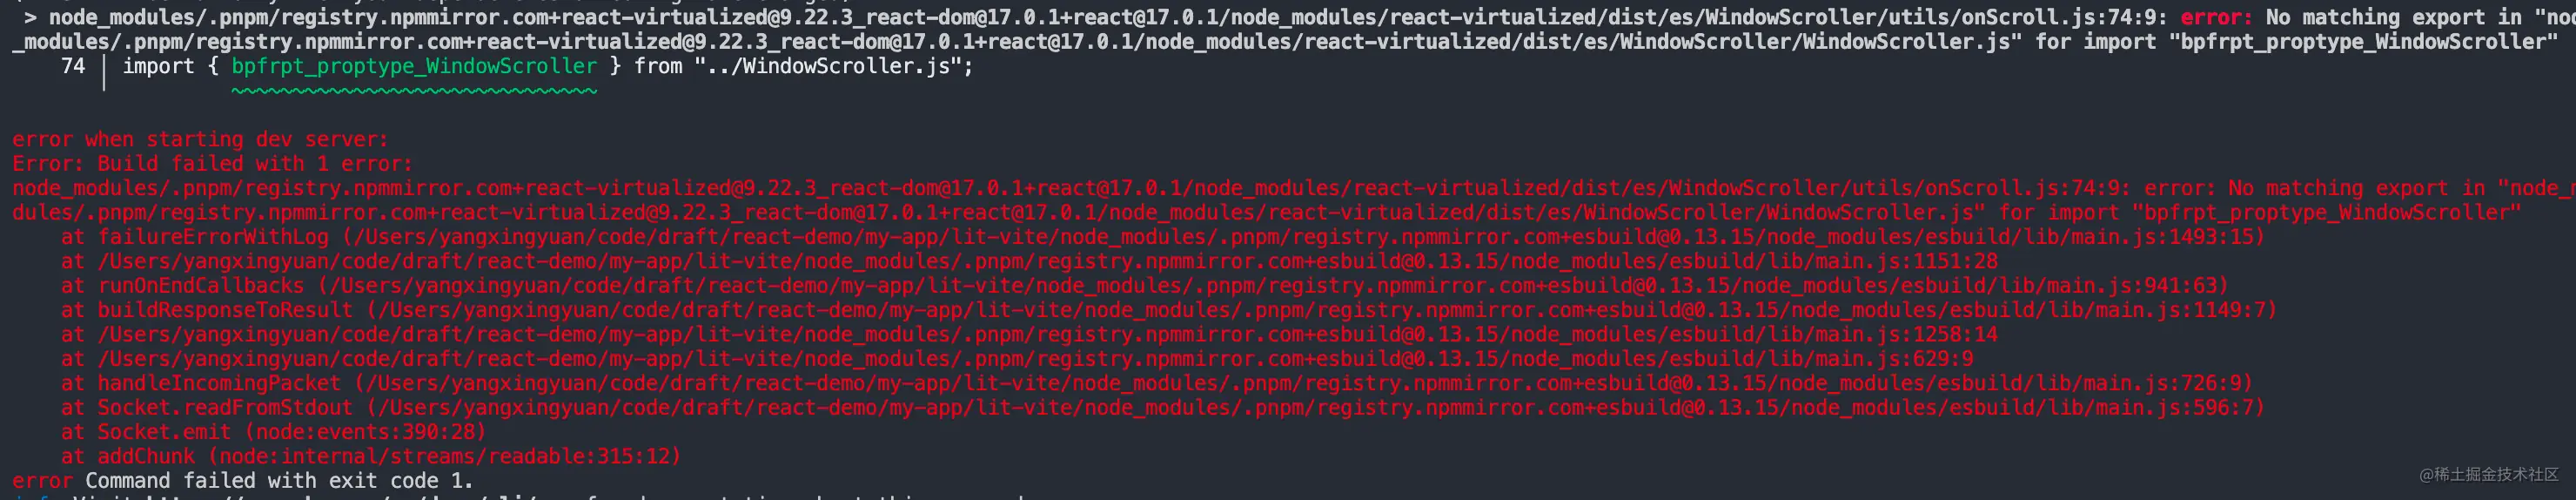 > node_modules/.pnpm/registry.npmmirror.com+react-virtualized@9.22.3_react-dom@17.0.1+react@17.0.1/node_modules/react-virtualized/dist/es/WindowScroller/utils/onScroll.js:74:9: error: No matching export in "nod
_modules/.pnpm/registry.npmmirror.com+react-virtualized@9.22.3_react-dom@17.0.1+react@17.0.1/node_modules/react-virtualized/dist/es/WindowScroller/WindowScroller.js" for import "bpfrpt_proptype_WindowScroller"
74 │ import { bpfrpt_proptype_WindowScroller } from "../WindowScroller.js";
error when starting dev server:
Error: Build failed with 1 error:
node_modules/.pnpm/registry.npmmirror.com+react-virtualized@9.22.3_react-dom@17.0.1+react@17.0.1/node_modules/react-virtualized/dist/es/WindowScroller/utils/onScroll.js:74:9: error: No matching export in "node_
dules/.pnpm/registry.npmmirror.com+react-virtualized@9.22.3_react-dom@17.0.1+react@17.0.1/node_modules/react-virtualized/dist/es/WindowScroller/WindowScroller.js" for import "bpfrpt_proptype_WindowScroller"
at failureErrorWithLog (/Users/yangxingyuan/code/draft/react-demo/my-app/lit-vite/node_modules/.pnpm/registry.npmmirror.com+esbuild@0.13.15/node_modules/esbuild/lib/main.js:1493:15)
at /Users/yangxingyuan/code/draft/react-demo/my-app/lit-vite/node_modules/.pnpm/registry.npmmirror.com+esbuild@0.13.15/node_modules/esbuild/lib/main.js:1151:28
at runOnEndCallbacks (/Users/yangxingyuan/code/draft/react-demo/my-app/lit-vite/node_modules/.pnpm/registry.npmmirror.com+esbuild@0.13.15/node_modules/esbuild/lib/main.js:941:63)
at buildResponseToResult (/Users/yangxingyuan/code/draft/react-demo/my-app/lit-vite/node_modules/.pnpm/registry.npmmirror.com+esbuild@0.13.15/node_modules/esbuild/lib/main.js:1149:7)
at /Users/yangxingyuan/code/draft/react-demo/my-app/lit-vite/node_modules/.pnpm/registry.npmmirror.com+esbuild@0.13.15/node_modules/esbuild/lib/main.js:1258:14
at /Users/yangxingyuan/code/draft/react-demo/my-app/lit-vite/node_modules/.pnpm/registry.npmmirror.com+esbuild@0.13.15/node_modules/esbuild/lib/main.js:629:9
at handleIncomingPacket (/Users/yangxingyuan/code/draft/react-demo/my-app/lit-vite/node_modules/.pnpm/registry.npmmirror.com+esbuild@0.13.15/node_modules/esbuild/lib/main.js:726:9)
at Socket.readFromStdout (/Users/yangxingyuan/code/draft/react-demo/my-app/lit-vite/node_modules/.pnpm/registry.npmmirror.com+esbuild@0.13.15/node_modules/esbuild/lib/main.js:596:7)
at Socket.emit (node:events:390:28)
at addChunk (node:internal/streams/readable:315:12)
error Command failed with exit code 1.
@稀土掘金技术社区